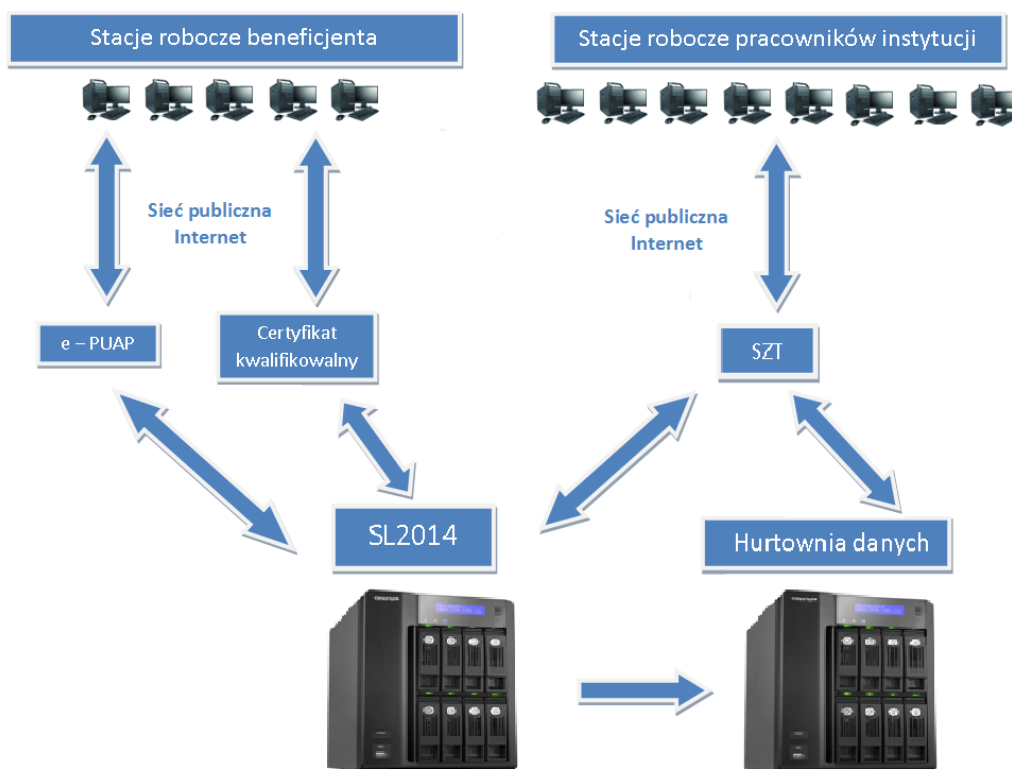 Stacje robocze beneficjenta
Stacje robocze pracowników instytucji
Sieć publiczna
Internet
Sieć publiczna
Internet
e – PUAP
Certyfikat
kwalifikowalny
SZT
SL2014
Hurtownia danych